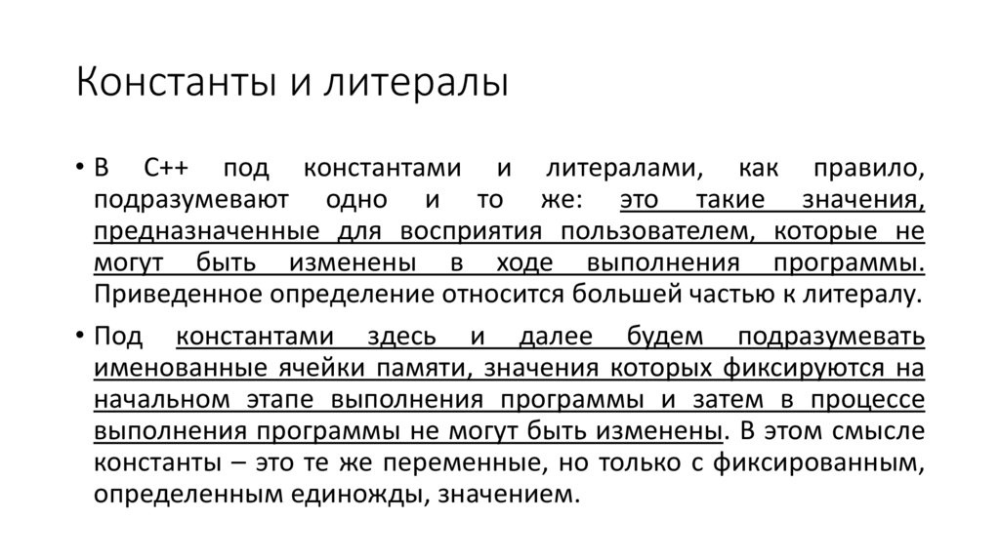 Константы и литералы
• В C++ под константами и литералами, как правило,
подразумевают одно и то же: это такие значения,
предназначенные для восприятия пользователем, которые не
могут быть изменены в ходе выполнения программы.
Приведенное определение относится большей частью к литералу.
• Под константами здесь и далее будем подразумевать
именованные ячейки памяти, значения которых фиксируются на
начальном этапе выполнения программы и затем в процессе
выполнения программы не могут быть изменены. В этом смысле
константы – это те же переменные, но только с фиксированным,
определенным единожды, значением.